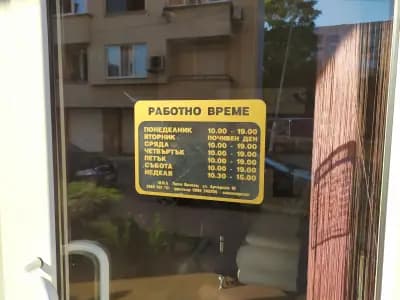 РАБОТНО ВРЕМЕ
ПОНЕДЕЛНИК 10.00 - 19.00
ВТОРНИК ПОЧИВЕН ДЕН
СРЯДА 10.00 - 19.00
ЧЕТВЪРТЪК 10.00 - 19.00
ПЕТЪК 10.00 - 19.00
СЪБОТА 10.00 - 19.00
НЕДЕЛЯ 10.30 - 15.00